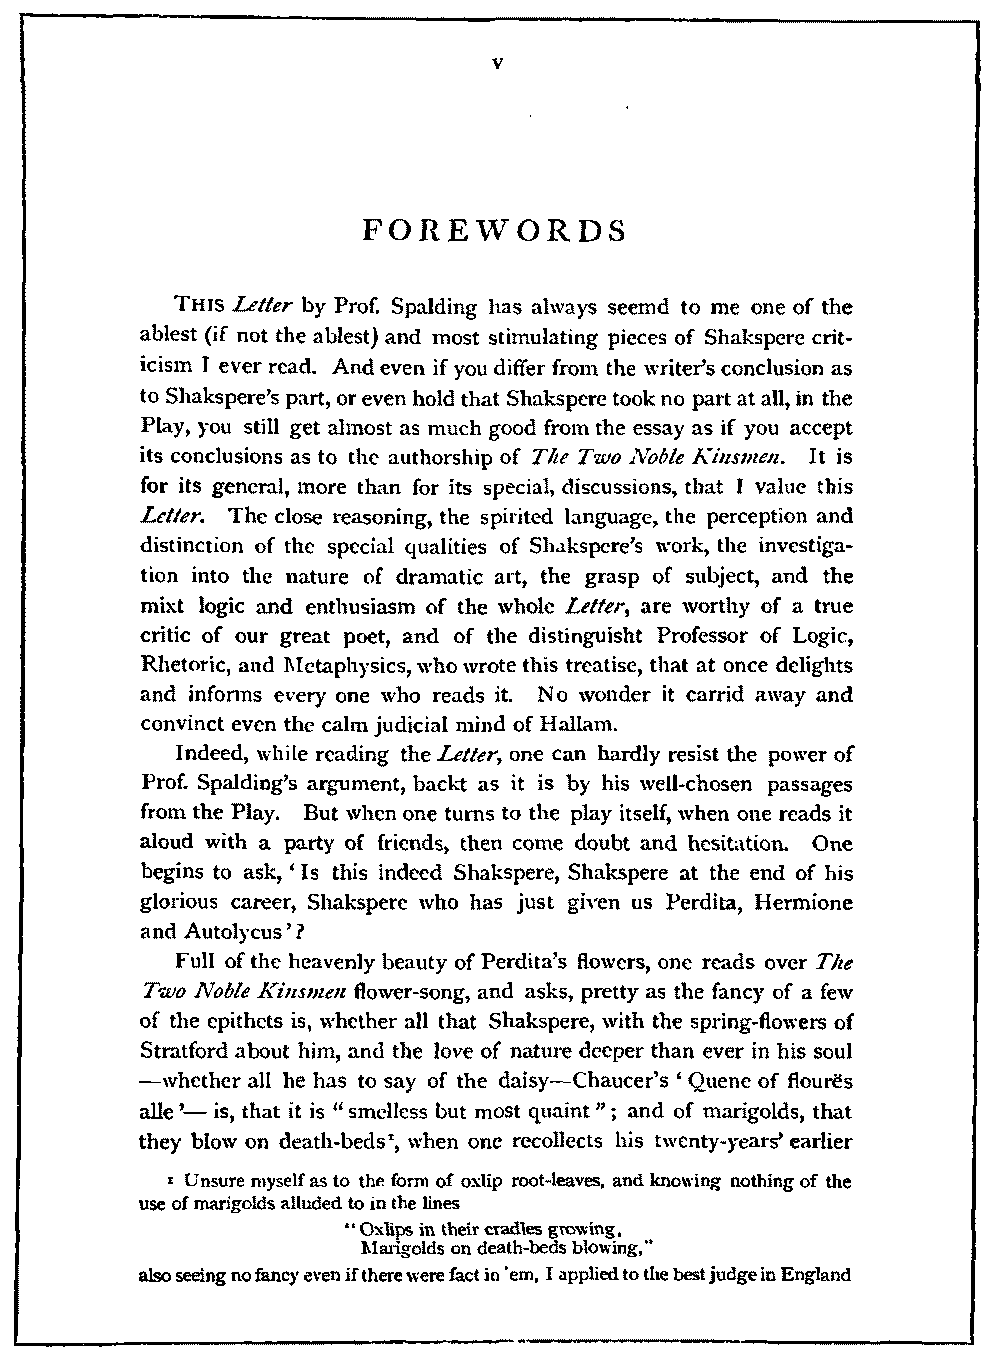 v
FOREWORDS
THIS Letter by Prof. Spalding has always seemd to me one of the
ablest (if not the ablest) and most stimulating pieces of Shakspere crit-
icism I ever read. And even if you differ from the writer's conclusion as
to Shakspere's part, or even hold that Shakspere took no part at all, in the
Play, you still get almost as much good from the essay as if you accept
its conclusions as to the authorship of The Two Noble Kinsmen. It is
for its general, more than for its special, discussions, that I value this
Letter. The close reasoning, the spirited language, the perception and
distinction of the special qualities of Shakspere's work, the investiga-
tion into the nature of dramatic art, the grasp of subject, and the
mixt logic and enthusiasm of the whole Letter, are worthy of a true
critic of our great poet, and of the distinguisht Professor of Logic,
Rhetoric, and Metaphysics, who wrote this treatise, that at once delights
and informs every one who reads it. No wonder it carrid away and
convinct even the calm judicial mind of Hallam.
Indeed, while reading the Letter, one can hardly resist the power of
Prof. Spalding's argument, backt as it is by his well-chosen passages
from the Play. But when one turns to the play itself, when one reads it
aloud with a party of friends, then come doubt and hesitation. One
begins to ask, 'Is this indeed Shakspere, Shakspere at the end of his
glorious career, Shakspere who has just given us Perdita, Hermione
and Autolycus'?
Full of the heavenly beauty of Perdita's flowers, one reads over The
Two Noble Kinsmen flower-song, and asks, pretty as the fancy of a few
of the epithets is, whether all that Shakspere, with the spring-flowers of
Stratford about him, and the love of nature deeper than ever in his soul
—whether all he has to say of the daisy—Chaucer's 'Quene of flourës
alle'— is, that it is "smelless but most quaint"; and of marigolds, that
they blow on death-beds¹, when one recollects his twenty-years' earlier
¹ Unsure myself as to the form of oxlip root-leaves, and knowing nothing of the
use of marigolds alluded to in the lines
"Oxlips in their cradles growing,
Marigolds on death-beds blowing,"
also seeing no fancy even if there were fact in 'em, I applied to the best judge in England